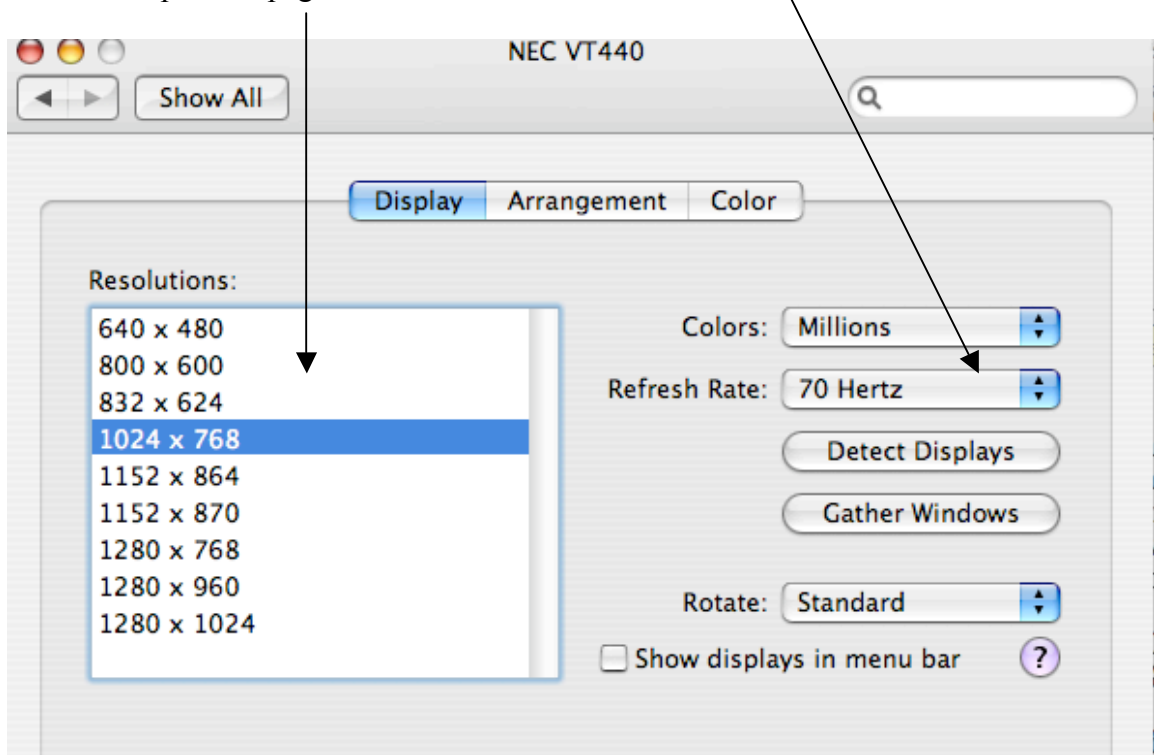 NEC VT440
Show All
Display Arrangement Color
Resolutions:
640 x 480
800 x 600
832 x 624
1024 x 768
1152 x 864
1152 x 870
1280 x 768
1280 x 960
1280 x 1024
Colors: Millions
Refresh Rate: 70 Hertz
Detect Displays
Gather Windows
Rotate: Standard
Show displays in menu bar ?